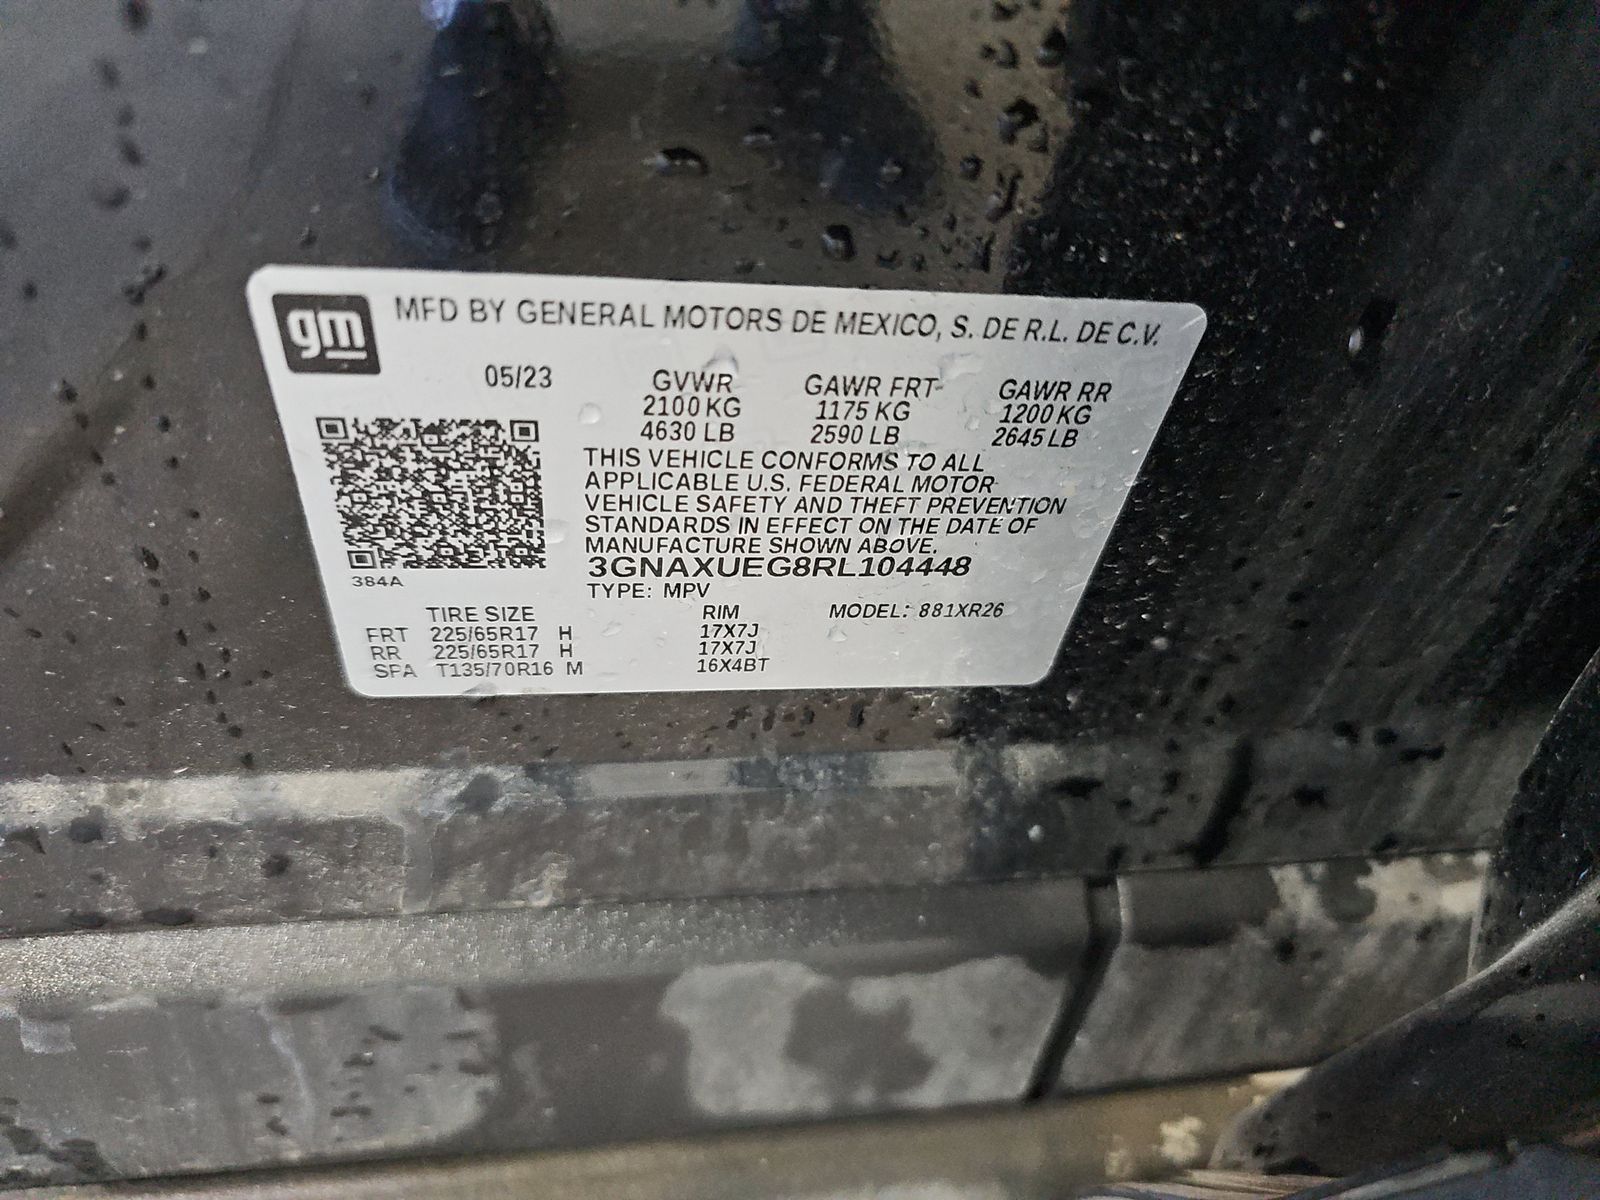 gm MFD BY GENERAL MOTORS DE MEXICO, S. DE R.L. DE C.V.
05/23 GVWR GAWR FRT GAWR RR
2100 KG 1175 KG 1200 KG
4630 LB 2590 LB 2645 LB
THIS VEHICLE CONFORMS TO ALL
APPLICABLE U.S. FEDERAL MOTOR
VEHICLE SAFETY AND THEFT PREVENTION
STANDARDS IN EFFECT ON THE DATE OF
MANUFACTURE SHOWN ABOVE.
3GNAXUEG8RL104448
384A
TYPE: MPV
TIRE SIZE RIM MODEL: 881XR26
FRT 225/65R17 H 17X7J
RR 225/65R17 H 17X7J
SPA T135/70R16 M 16X4BT